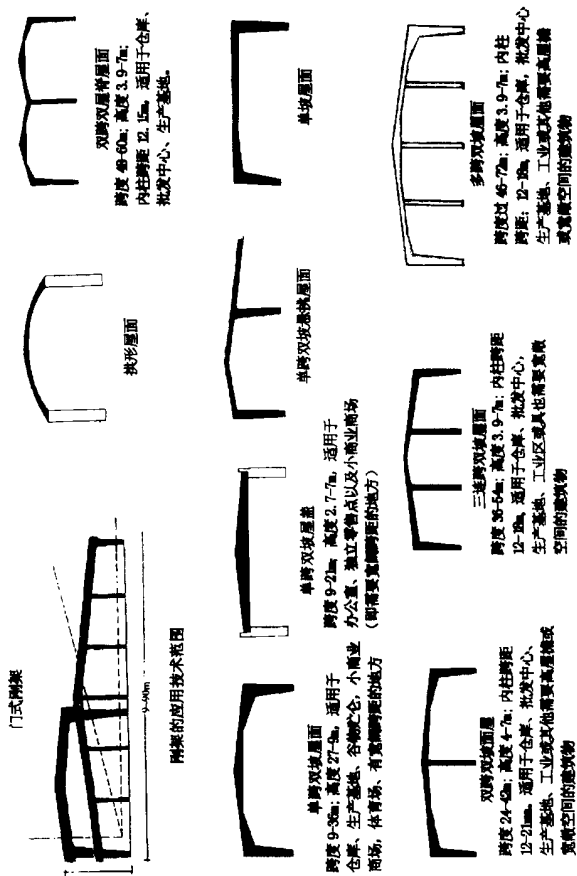 门式刚架
9-90m
刚架的应用技术范围
拱形屋面
双跨双屋脊屋面
跨度 48-60m; 高度 3.9-7m;
内柱跨距 12.15m, 适用于仓库、
批发中心、生产基地。
单跨双坡屋面
跨度 9-36m; 高度 27-9m, 适用于
仓库、生产基地、谷物贮仓, 小商业
商场, 体育场、有宽阔跨距的地方
单跨双坡屋盖
跨度 9-21m; 高度 2.7-7m, 适用于
办公室、独立零售点以及小商业商场
(即需要宽阔跨距的地方)
单跨双坡悬挑屋面
单坡屋面
双跨双坡面屋
跨度 24-42m; 高度 4-7m; 内柱跨距
12-21mm, 适用于仓库、批发中心、
生产基地、工业或其他需要高屋檐或
宽敞空间的建筑物
三连跨双坡屋面
跨度 36-54m; 高度 3.9-7m; 内柱跨距
12-18m, 适用于仓库、批发中心,
生产基地、工业区或具他需要宽敞
空间的建筑物
多跨双坡屋面
跨度过 46-72m; 高度 3.9-7m; 内柱
跨距: 12-18m, 适用于仓库, 批发中心
生产基地、工业或其他需要高屋檐
或宽敞空间的建筑物